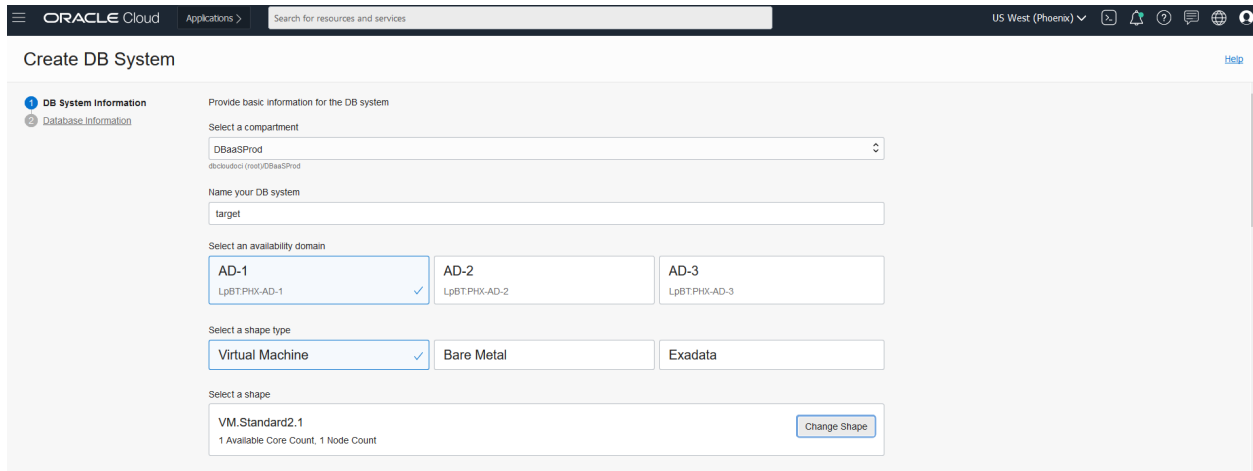 ORACLE Cloud Applications > Search for resources and services US West (Phoenix)
Create DB System
Help
1 DB System Information
2 Database Information
Provide basic information for the DB system
Select a compartment
DBaaSProd
dbcloudoci (root)/DBaaSProd
Name your DB system
target
Select an availability domain
AD-1 AD-2 AD-3
LpBT:PHX-AD-1 LpBT:PHX-AD-2 LpBT:PHX-AD-3
Select a shape type
Virtual Machine Bare Metal Exadata
Select a shape
VM.Standard2.1
Change Shape
1 Available Core Count, 1 Node Count